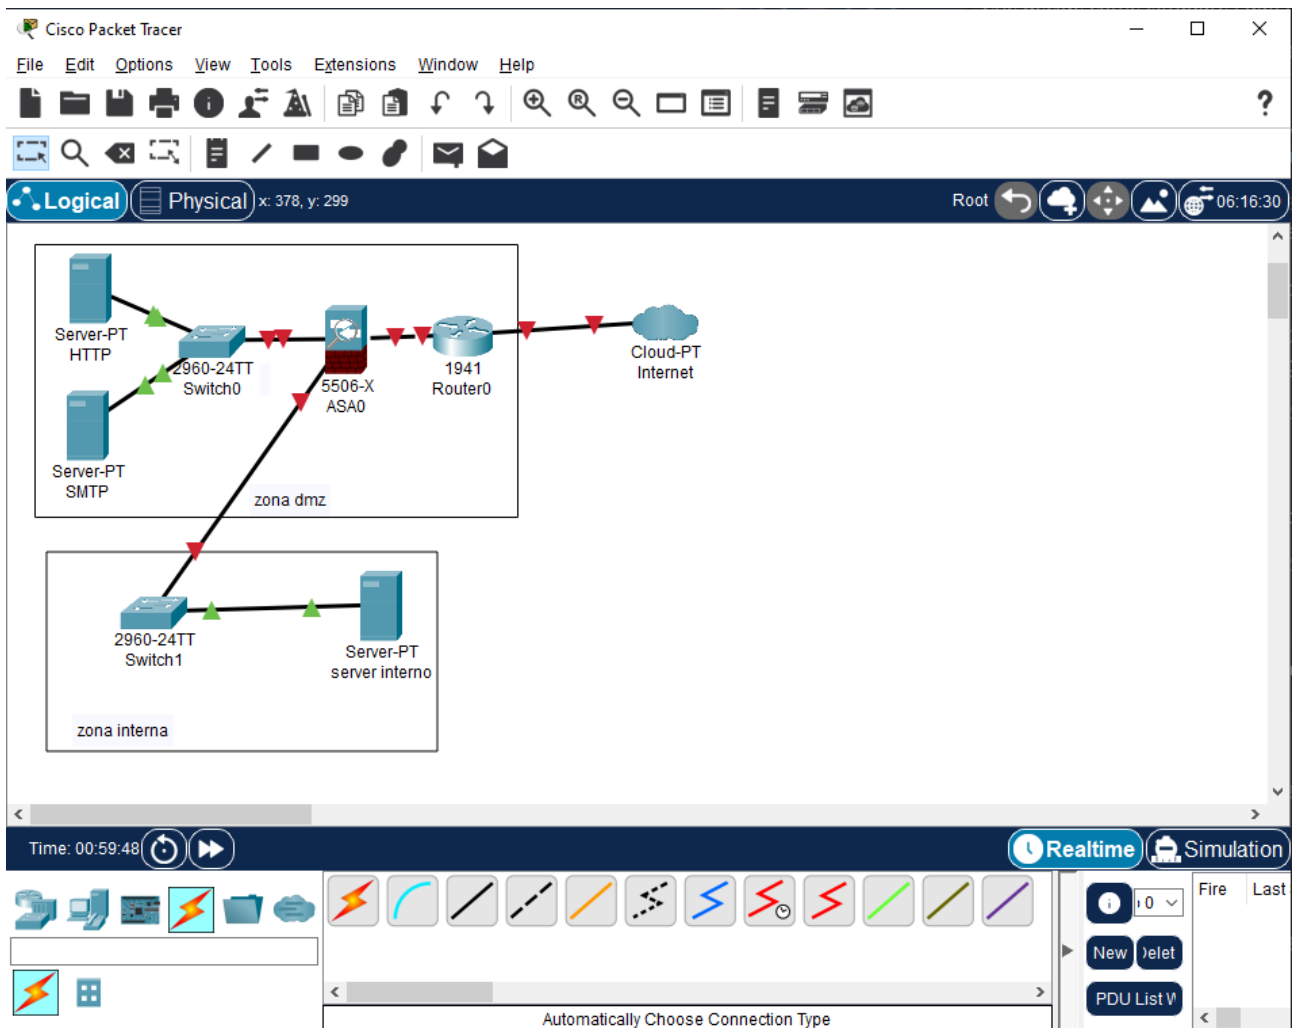 Cisco Packet Tracer
File Edit Options View Tools Extensions Window Help
Logical Physical x: 378, y: 299 Root 06:16:30
Server-PT
HTTP
2960-24TT
Switch0
5506-X
ASA0
1941
Router0
Cloud-PT
Internet
Server-PT
SMTP
zona dmz
2960-24TT
Switch1
Server-PT
server interno
zona interna
Time: 00:59:48 Realtime Simulation
Fire Last
0
New elet
PDU List W
Automatically Choose Connection Type